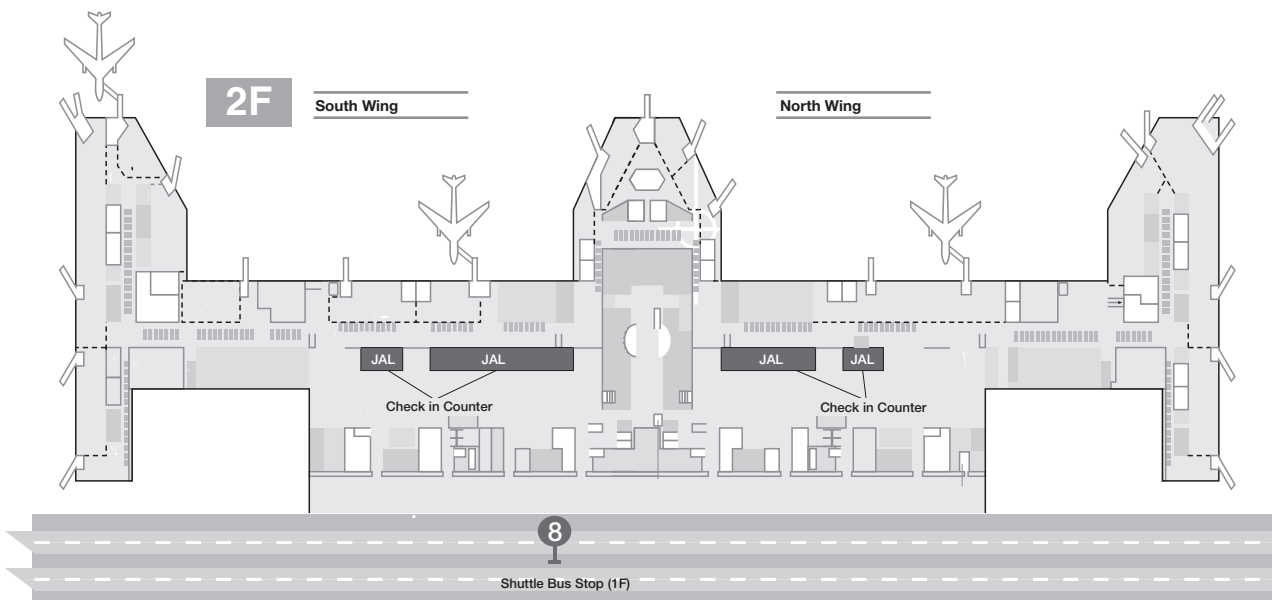 2F
South Wing
North Wing
JAL
JAL
JAL
JAL
Check in Counter
Check in Counter
8
Shuttle Bus Stop (1F)